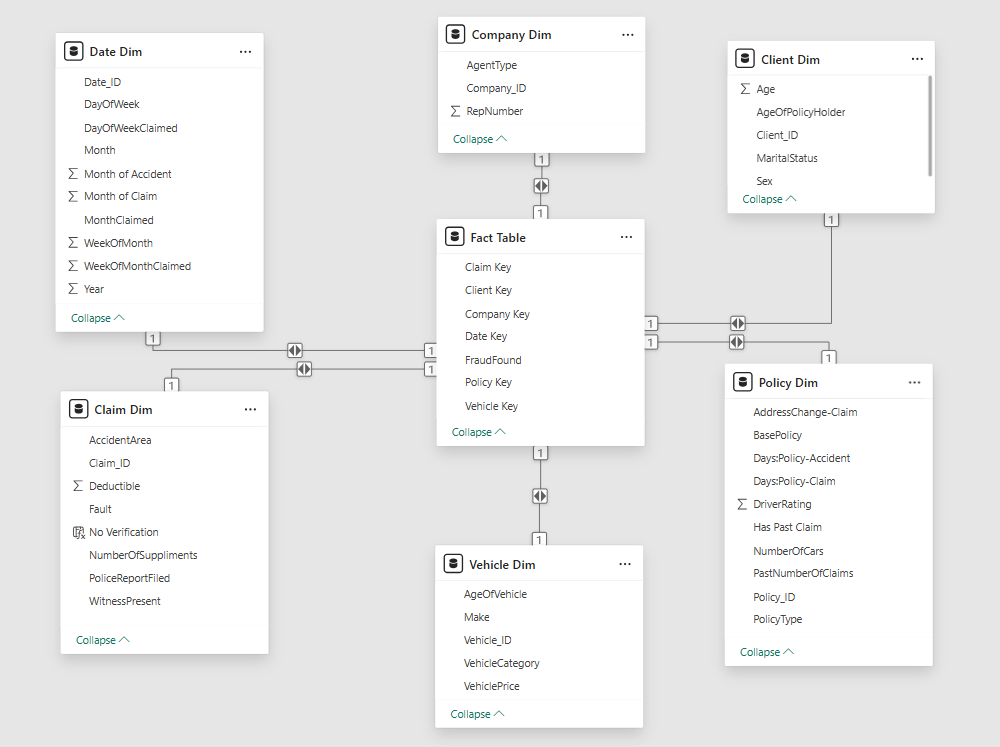 Date Dim
Date_ID
DayOfWeek
DayOfWeekClaimed
Month
Month of Accident
Month of Claim
MonthClaimed
WeekOfMonth
WeekOfMonthClaimed
Year
Collapse
Company Dim
AgentType
Company_ID
RepNumber
Collapse
Client Dim
Age
AgeOfPolicyHolder
Client_ID
MaritalStatus
Sex
Collapse
1
1
1
1
1
1
1
Fact Table
Claim Key
Client Key
Company Key
Date Key
FraudFound
Policy Key
Vehicle Key
Collapse
1
1
1
1
1
Claim Dim
AccidentArea
Claim_ID
Deductible
Fault
No Verification
NumberOfSuppliments
PoliceReportFiled
WitnessPresent
Collapse
Vehicle Dim
AgeOfVehicle
Make
Vehicle_ID
VehicleCategory
VehiclePrice
Collapse
Policy Dim
AddressChange-Claim
BasePolicy
Days:Policy-Accident
Days:Policy-Claim
DriverRating
Has Past Claim
NumberOfCars
PastNumberOfClaims
Policy_ID
PolicyType
Collapse